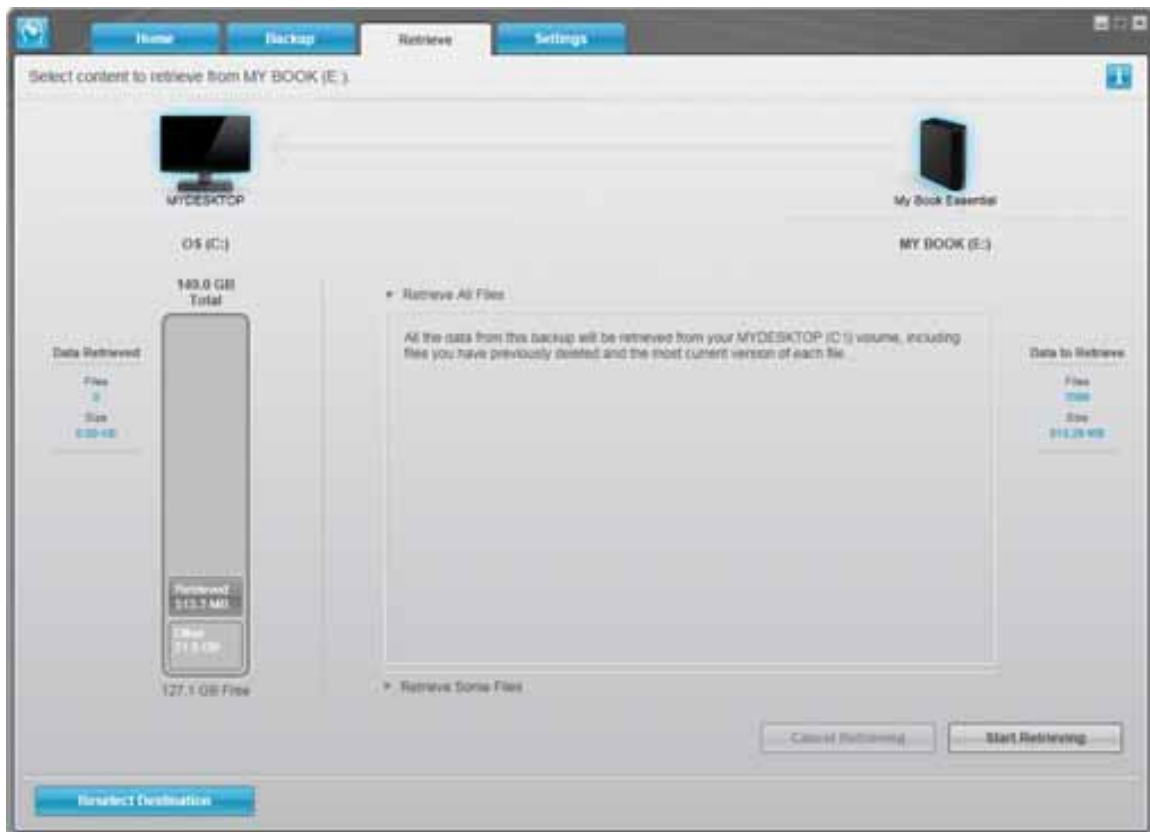 Home
Backup
Retrieve
Settings
Select content to retrieve from MY BOOK (E:)
MYDESKTOP
My Book Essential
OS (C:)
MY BOOK (E:)
149.0 GB
Total
Retrieve All Files
All the data from this backup will be retrieved from your MYDESKTOP (C:\) volume, including
files you have previously deleted and the most current version of each file.
Data Retrieved
Files
0
Size
Data to Retrieve
Files
Size
Retrieved
Other
127.1 GB Free
Retrieve Some Files
Cancel Retrieving
Start Retrieving
Reselect Destination